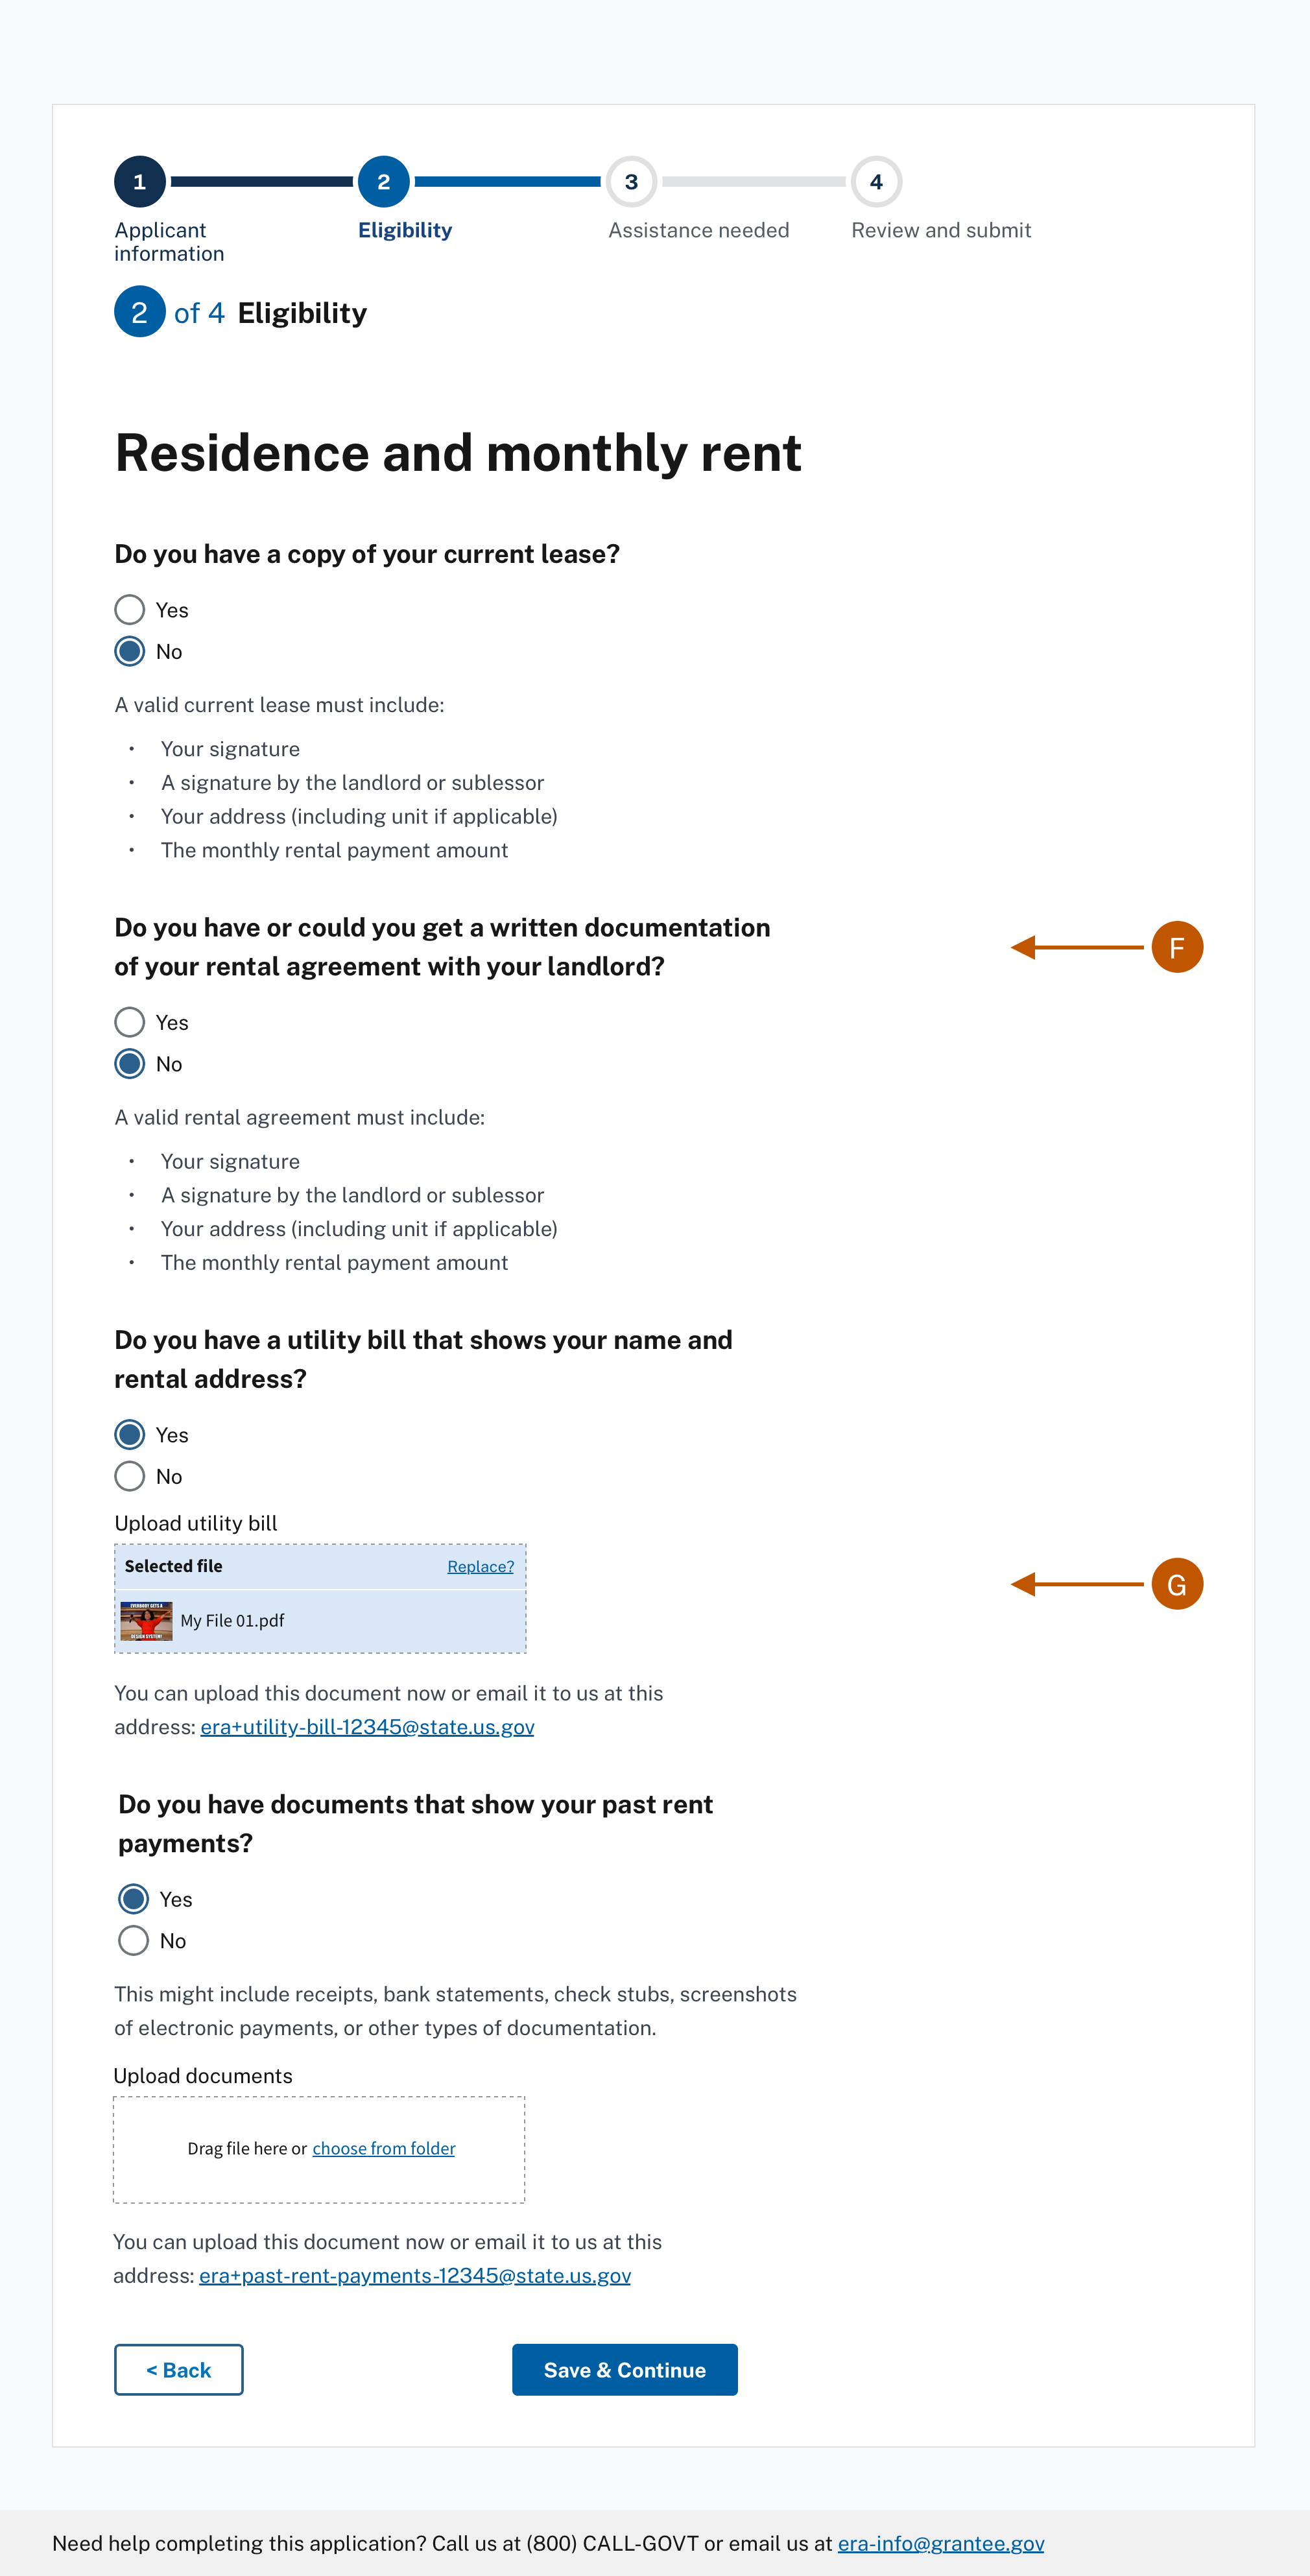 1 2 3 4
Applicant information
Eligibility
Assistance needed
Review and submit
2 of 4 Eligibility
Residence and monthly rent
Do you have a copy of your current lease?
Yes
No
A valid current lease must include:
• Your signature
• A signature by the landlord or sublessor
• Your address (including unit if applicable)
• The monthly rental payment amount
Do you have or could you get a written documentation
of your rental agreement with your landlord?
F
Yes
No
A valid rental agreement must include:
• Your signature
• A signature by the landlord or sublessor
• Your address (including unit if applicable)
• The monthly rental payment amount
Do you have a utility bill that shows your name and
rental address?
Yes
No
Upload utility bill
Selected file Replace?
G
EVERYBODY GETS A
DESIGN SYSTEM!
My File 01.pdf
You can upload this document now or email it to us at this
address: era+utility-bill-12345@state.us.gov
Do you have documents that show your past rent
payments?
Yes
No
This might include receipts, bank statements, check stubs, screenshots
of electronic payments, or other types of documentation.
Upload documents
Drag file here or choose from folder
You can upload this document now or email it to us at this
address: era+past-rent-payments-12345@state.us.gov
< Back
Save & Continue
Need help completing this application? Call us at (800) CALL-GOVT or email us at era-info@grantee.gov